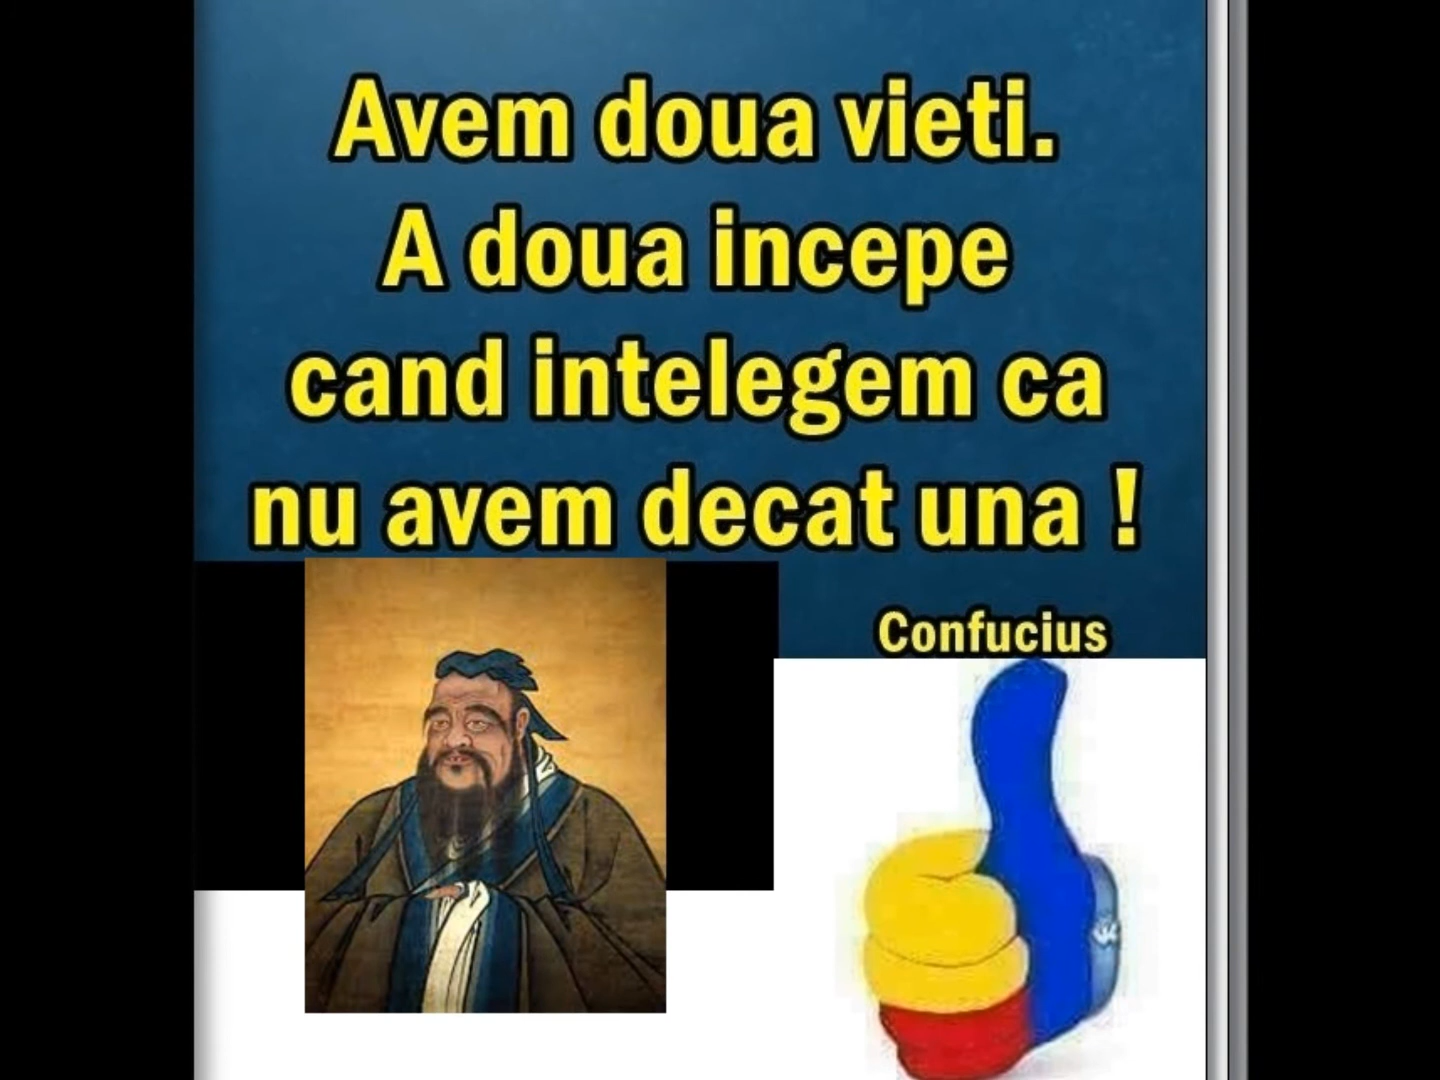 Avem doua vieti.
A doua incepe
cand intelegem ca
nu avem decat una !
Confucius